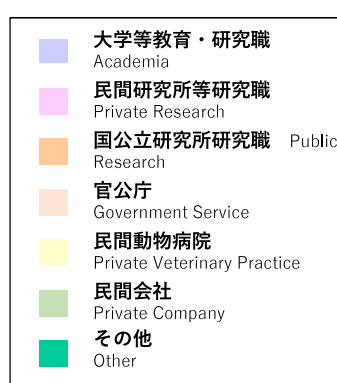 大学等教育・研究職
Academia
民間研究所等研究職
Private Research
国公立研究所研究職 Public
Research
官公庁
Government Service
民間動物病院
Private Veterinary Practice
民間会社
Private Company
その他
Other